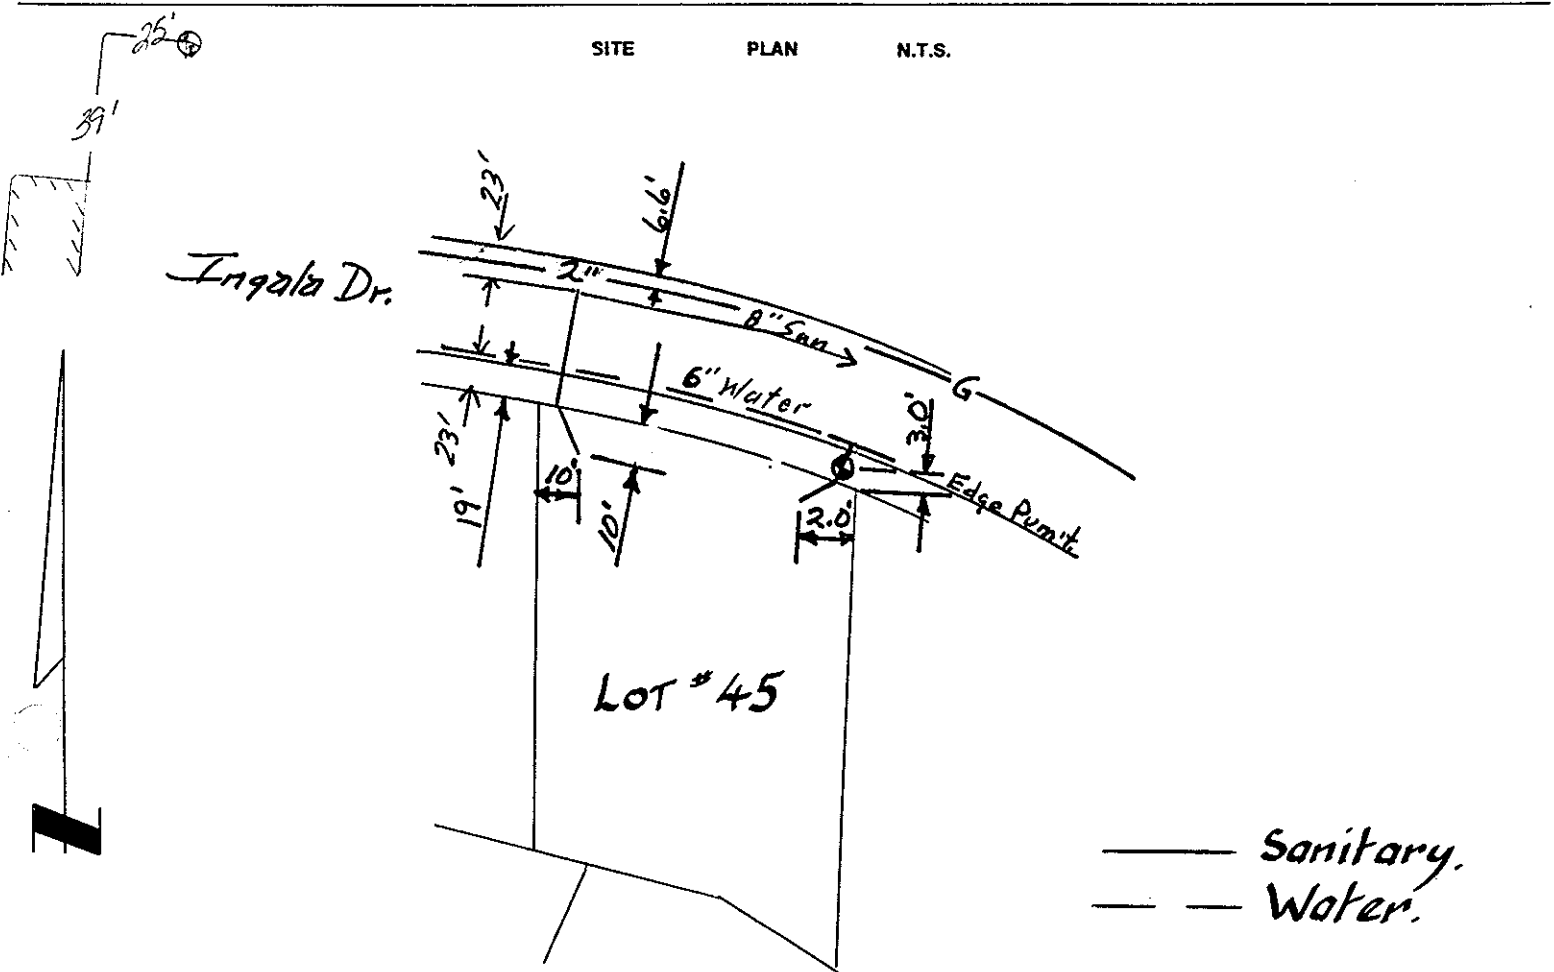 SITE PLAN N.T.S.
25'
39'
23'
6.6'
Ingala Dr.
2"
8" San
6" Water
G
3.0'
23'
19'
10'
10'
2.0'
Edge Pvm't.
LOT # 45
Sanitary.
Water.